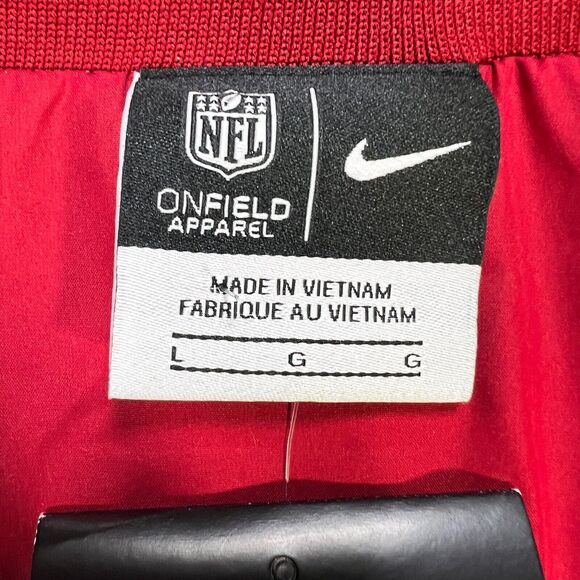 NFL
ONFIELD
APPAREL
MADE IN VIETNAM
FABRIQUE AU VIETNAM
L G G